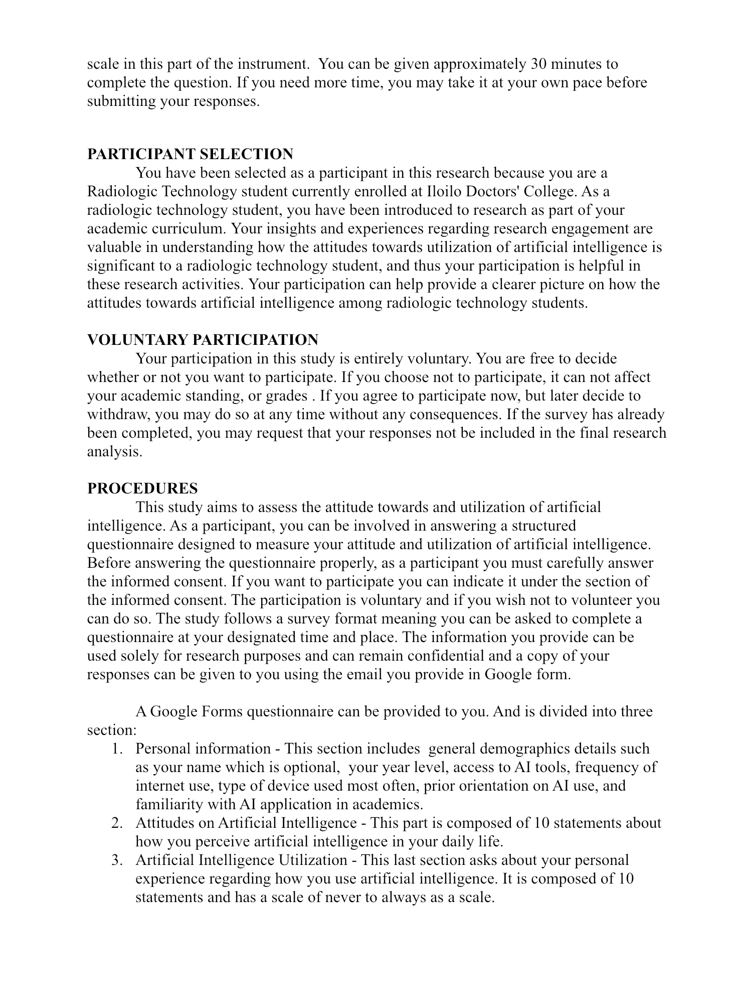 scale in this part of the instrument.  You can be given approximately 30 minutes to
complete the question. If you need more time, you may take it at your own pace before
submitting your responses.
PARTICIPANT SELECTION
You have been selected as a participant in this research because you are a
Radiologic Technology student currently enrolled at Iloilo Doctors' College. As a
radiologic technology student, you have been introduced to research as part of your
academic curriculum. Your insights and experiences regarding research engagement are
valuable in understanding how the attitudes towards utilization of artificial intelligence is
significant to a radiologic technology student, and thus your participation is helpful in
these research activities. Your participation can help provide a clearer picture on how the
attitudes towards artificial intelligence among radiologic technology students.
VOLUNTARY PARTICIPATION
Your participation in this study is entirely voluntary. You are free to decide
whether or not you want to participate. If you choose not to participate, it can not affect
your academic standing, or grades . If you agree to participate now, but later decide to
withdraw, you may do so at any time without any consequences. If the survey has already
been completed, you may request that your responses not be included in the final research
analysis.
PROCEDURES
This study aims to assess the attitude towards and utilization of artificial
intelligence. As a participant, you can be involved in answering a structured
questionnaire designed to measure your attitude and utilization of artificial intelligence.
Before answering the questionnaire properly, as a participant you must carefully answer
the informed consent. If you want to participate you can indicate it under the section of
the informed consent. The participation is voluntary and if you wish not to volunteer you
can do so. The study follows a survey format meaning you can be asked to complete a
questionnaire at your designated time and place. The information you provide can be
used solely for research purposes and can remain confidential and a copy of your
responses can be given to you using the email you provide in Google form.
A Google Forms questionnaire can be provided to you. And is divided into three
section:
1. Personal information - This section includes  general demographics details such
as your name which is optional,  your year level, access to AI tools, frequency of
internet use, type of device used most often, prior orientation on AI use, and
familiarity with AI application in academics.
2. Attitudes on Artificial Intelligence - This part is composed of 10 statements about
how you perceive artificial intelligence in your daily life.
3. Artificial Intelligence Utilization - This last section asks about your personal
experience regarding how you use artificial intelligence. It is composed of 10
statements and has a scale of never to always as a scale.